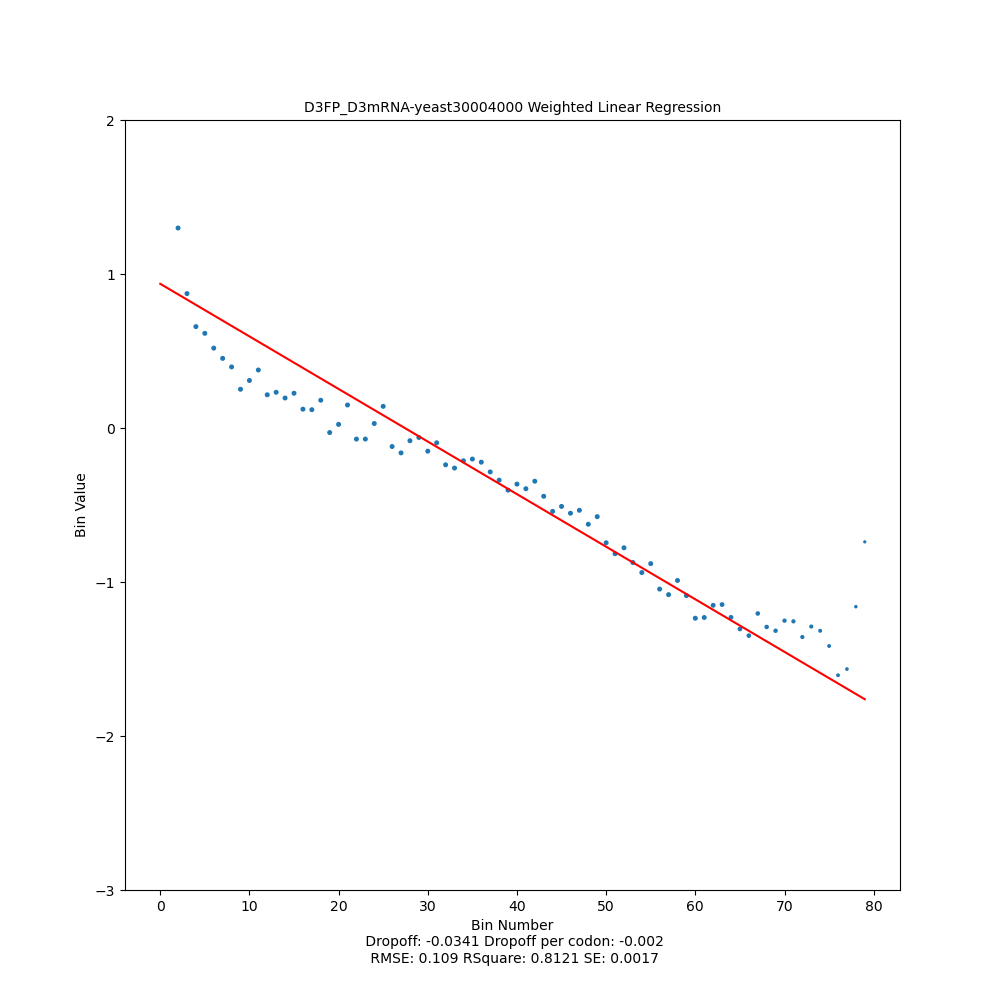 D3FP_D3mRNA-yeast30004000 Weighted Linear Regression
2
1
0
−1
−2
−3
Bin Value
0 10 20 30 40 50 60 70 80
Bin Number
Dropoff: -0.0341 Dropoff per codon: -0.002
RMSE: 0.109 RSquare: 0.8121 SE: 0.0017